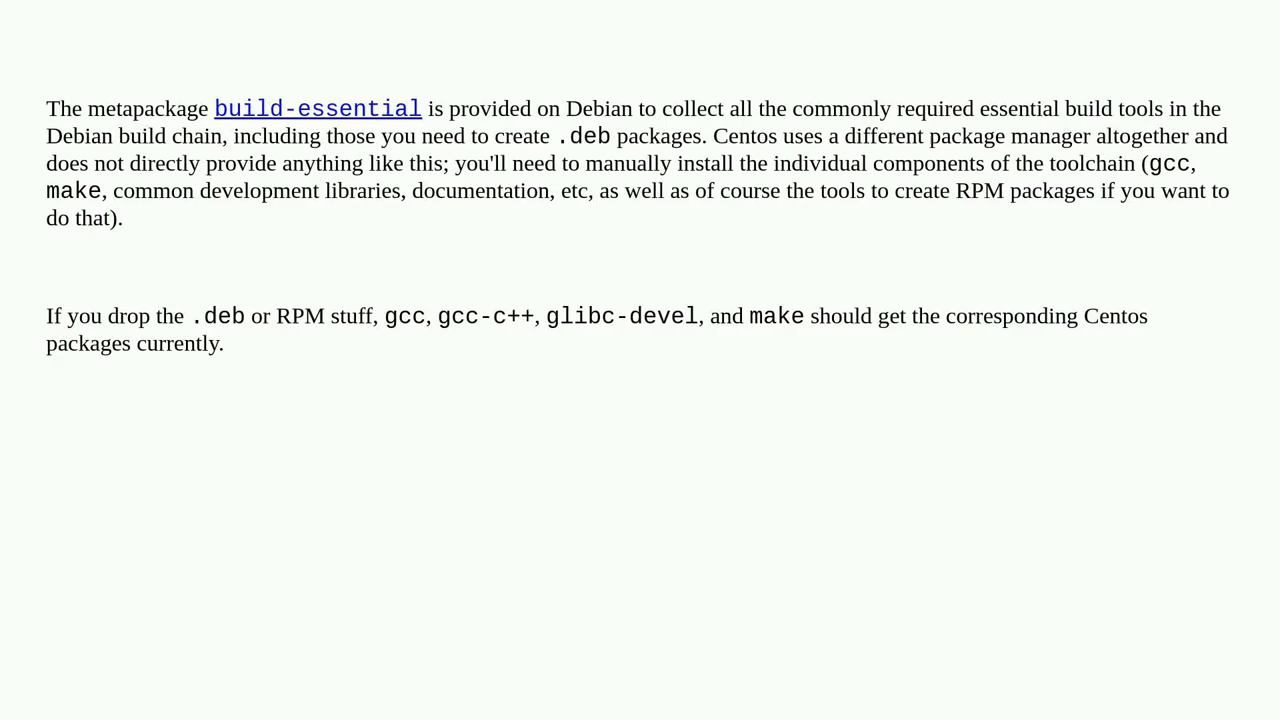 The metapackage build-essential is provided on Debian to collect all the commonly required essential build tools in the
Debian build chain, including those you need to create .deb packages. Centos uses a different package manager altogether and
does not directly provide anything like this; you'll need to manually install the individual components of the toolchain (gcc,
make, common development libraries, documentation, etc, as well as of course the tools to create RPM packages if you want to
do that).
If you drop the .deb or RPM stuff, gcc, gcc-c++, glibc-devel, and make should get the corresponding Centos
packages currently.